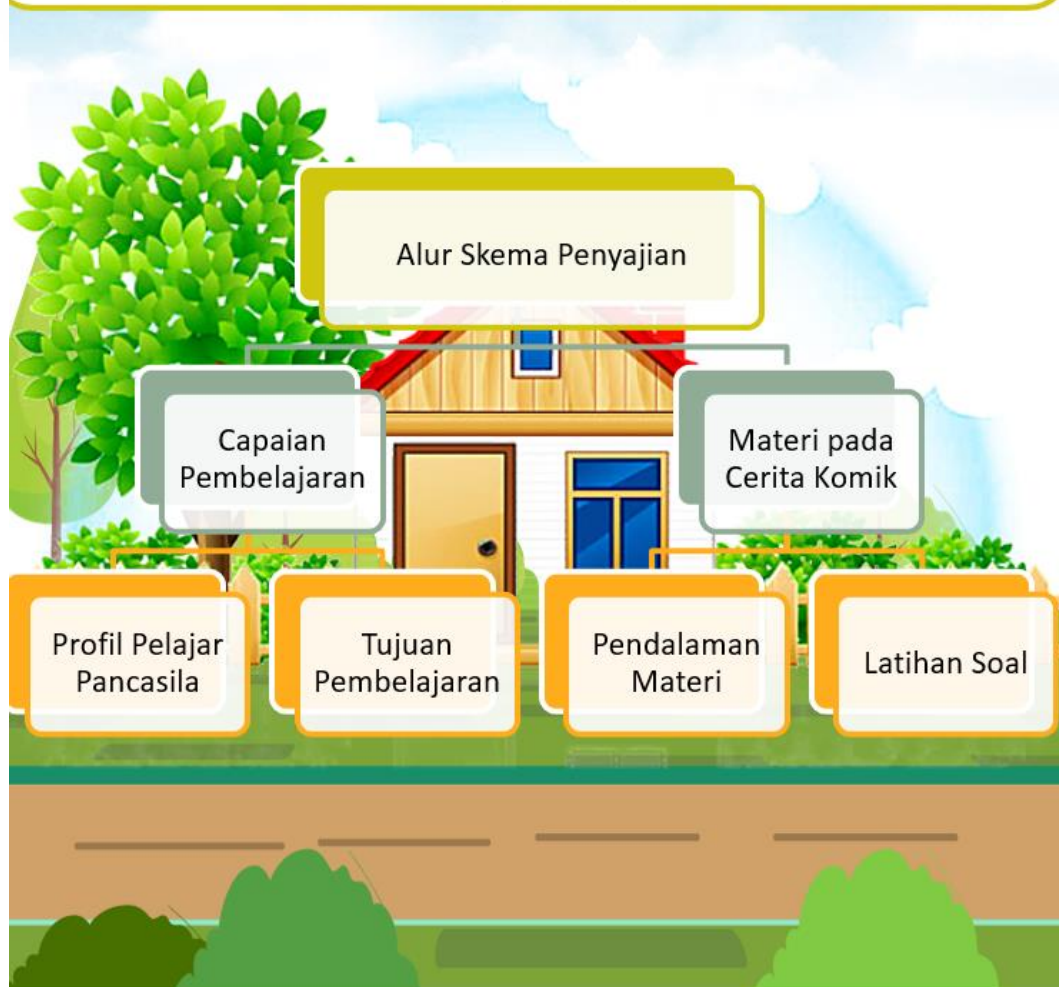 Alur Skema Penyajian
Capaian
Pembelajaran
Materi pada
Cerita Komik
Profil Pelajar
Pancasila
Tujuan
Pembelajaran
Pendalaman
Materi
Latihan Soal